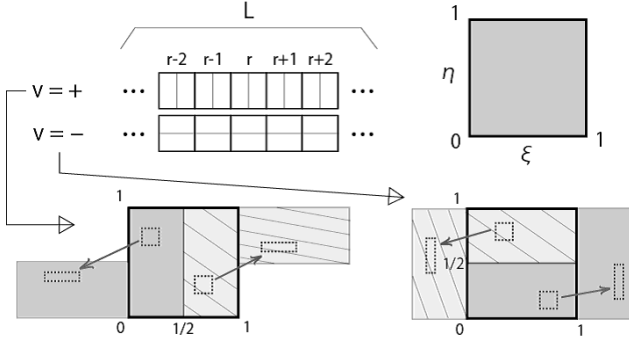 L
r-2 r-1 r r+1 r+2
v = + ••• •••
v = − ••• •••
1
η
0 1
ξ
1
0 1/2 1
1
1/2
0 1